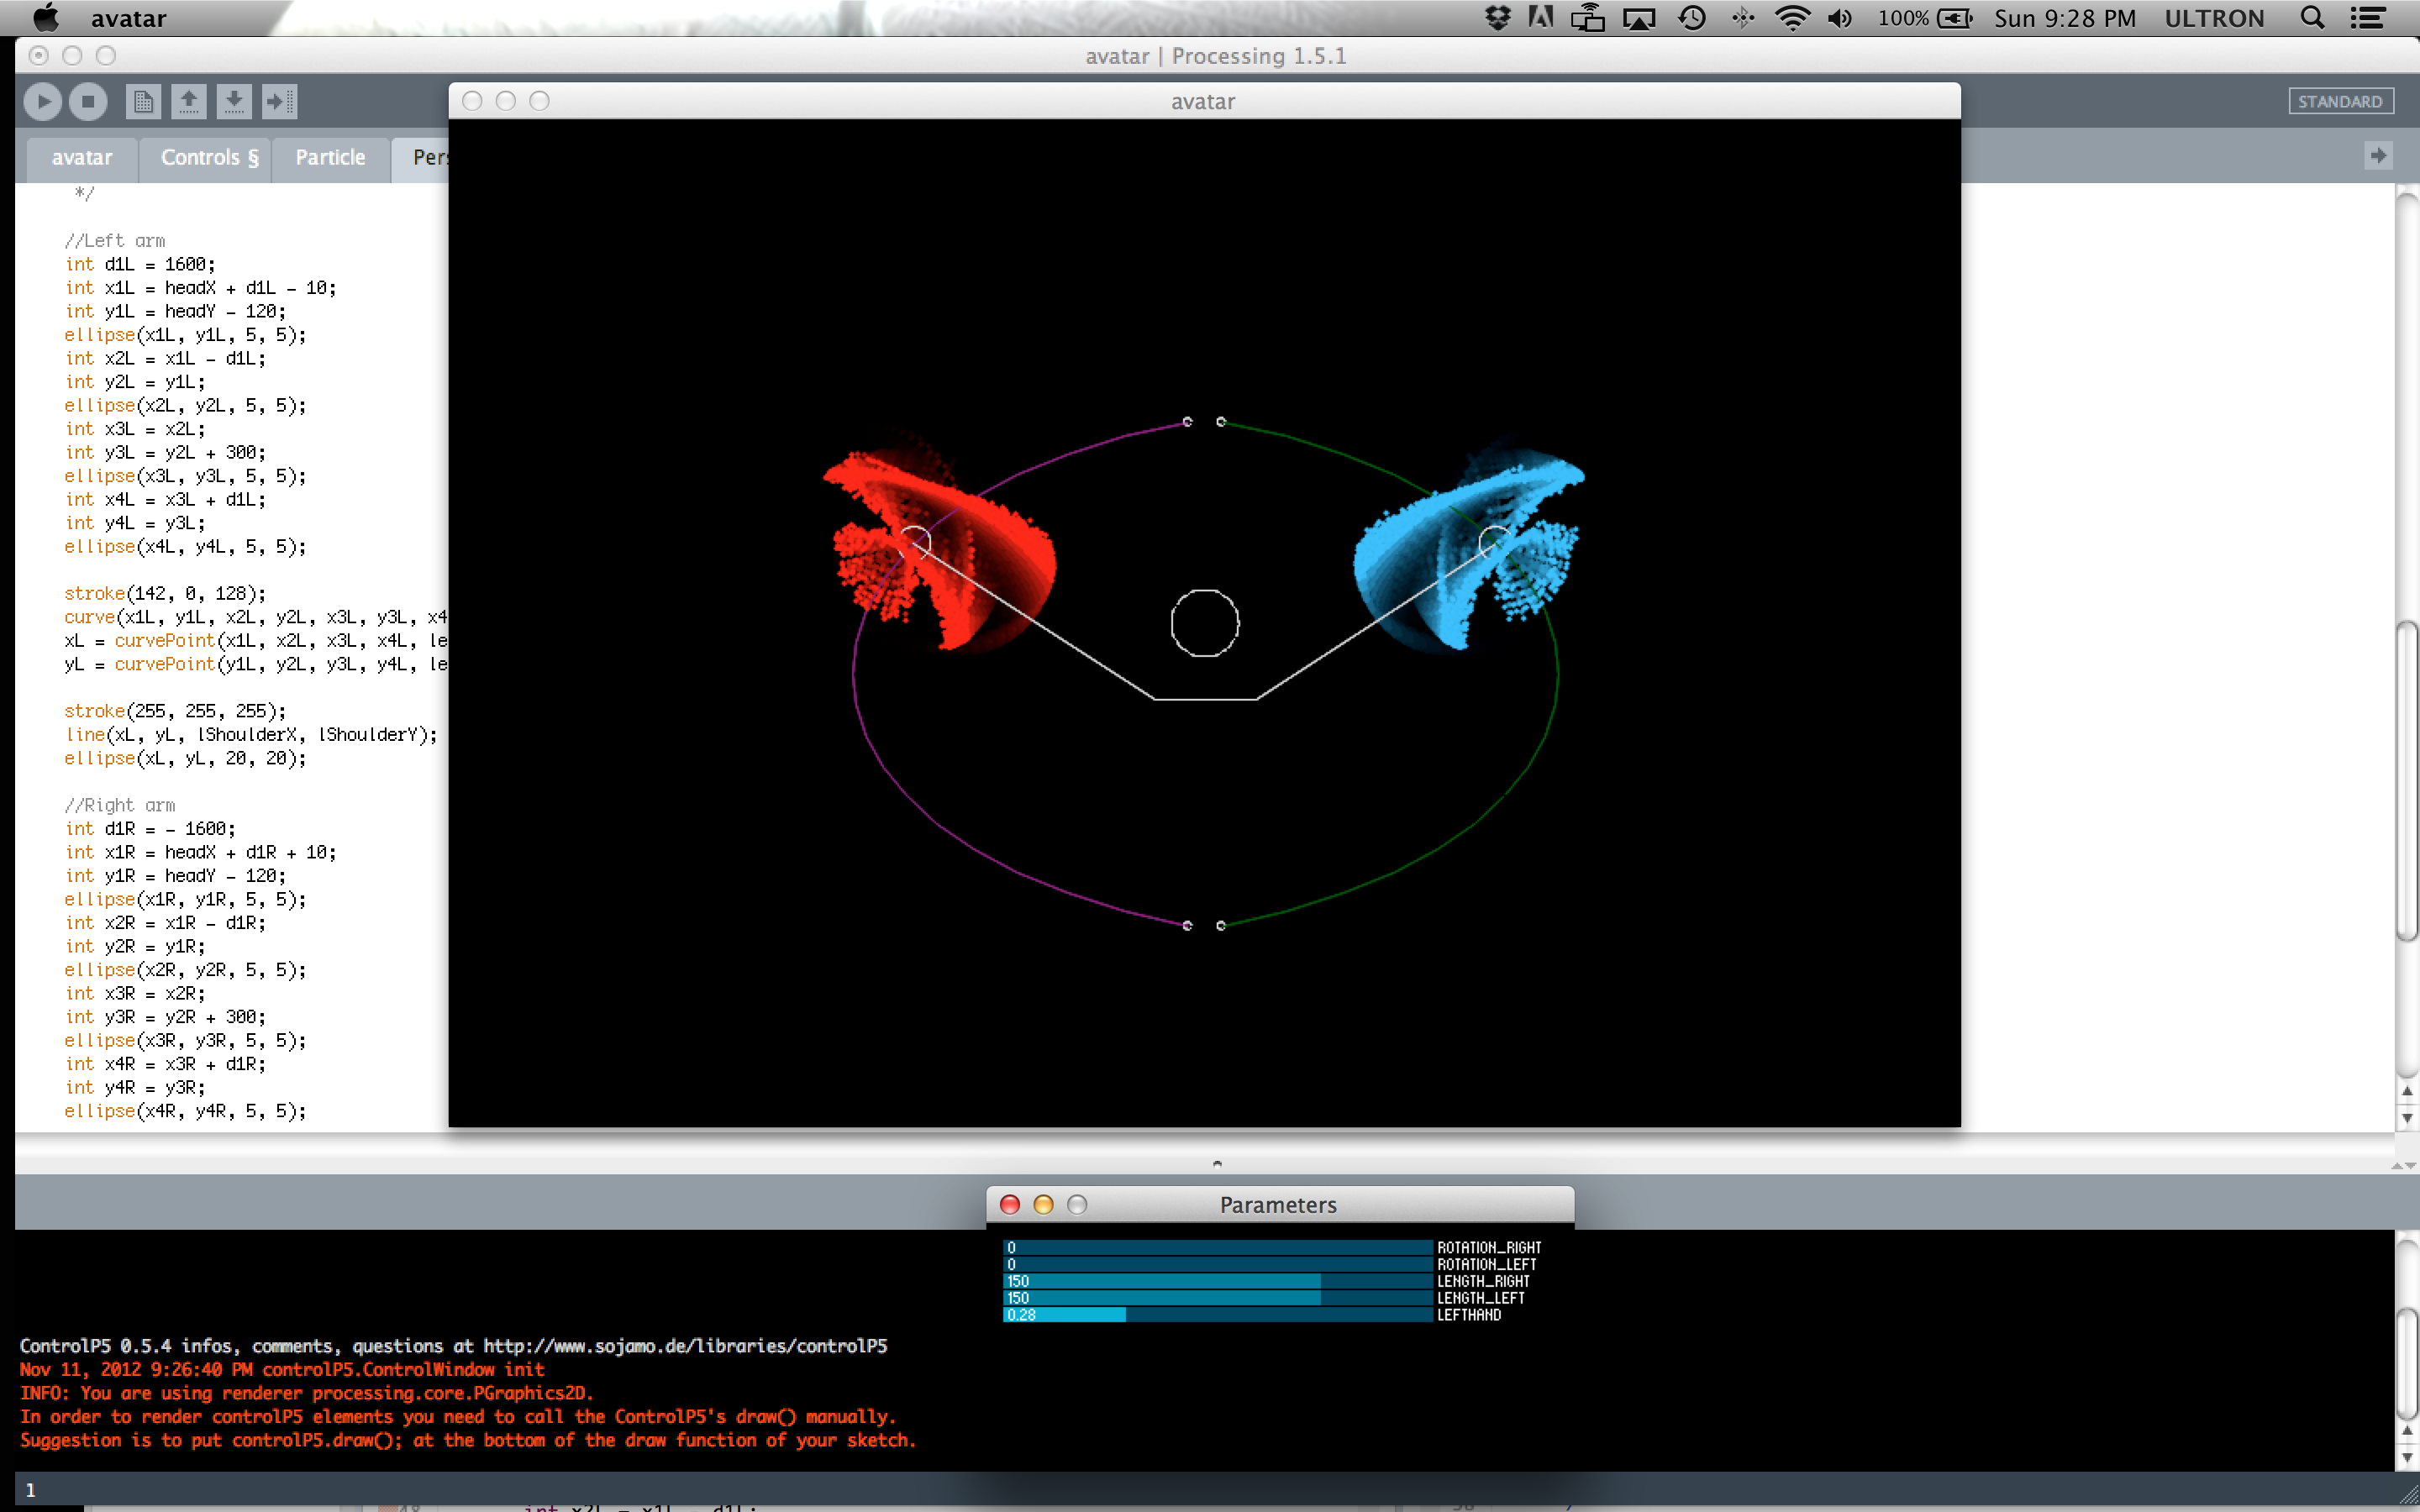 avatar
100%
Sun 9:28 PM
ULTRON
avatar | Processing 1.5.1
STANDARD
avatar
avatar
Controls §
Particle
Pers
*/
//Left arm
int d1L = 1600;
int x1L = headX + d1L - 10;
int y1L = headY - 120;
ellipse(x1L, y1L, 5, 5);
int x2L = x1L - d1L;
int y2L = y1L;
ellipse(x2L, y2L, 5, 5);
int x3L = x2L;
int y3L = y2L + 300;
ellipse(x3L, y3L, 5, 5);
int x4L = x3L + d1L;
int y4L = y3L;
ellipse(x4L, y4L, 5, 5);
stroke(142, 0, 128);
curve(x1L, y1L, x2L, y2L, x3L, y3L, x4
xL = curvePoint(x1L, x2L, x3L, x4L, le
yL = curvePoint(y1L, y2L, y3L, y4L, le
stroke(255, 255, 255);
line(xL, yL, lShoulderX, lShoulderY);
ellipse(xL, yL, 20, 20);
//Right arm
int d1R = - 1600;
int x1R = headX + d1R + 10;
int y1R = headY - 120;
ellipse(x1R, y1R, 5, 5);
int x2R = x1R - d1R;
int y2R = y1R;
ellipse(x2R, y2R, 5, 5);
int x3R = x2R;
int y3R = y2R + 300;
ellipse(x3R, y3R, 5, 5);
int x4R = x3R + d1R;
int y4R = y3R;
ellipse(x4R, y4R, 5, 5);
Parameters
0 ROTATION_RIGHT
0 ROTATION_LEFT
150 LENGTH_RIGHT
150 LENGTH_LEFT
0.28 LEFTHAND
ControlP5 0.5.4 infos, comments, questions at http://www.sojamo.de/libraries/controlP5
Nov 11, 2012 9:26:40 PM controlP5.ControlWindow init
INFO: You are using renderer processing.core.PGraphics2D.
In order to render controlP5 elements you need to call the ControlP5's draw() manually.
Suggestion is to put controlP5.draw(); at the bottom of the draw function of your sketch.
1